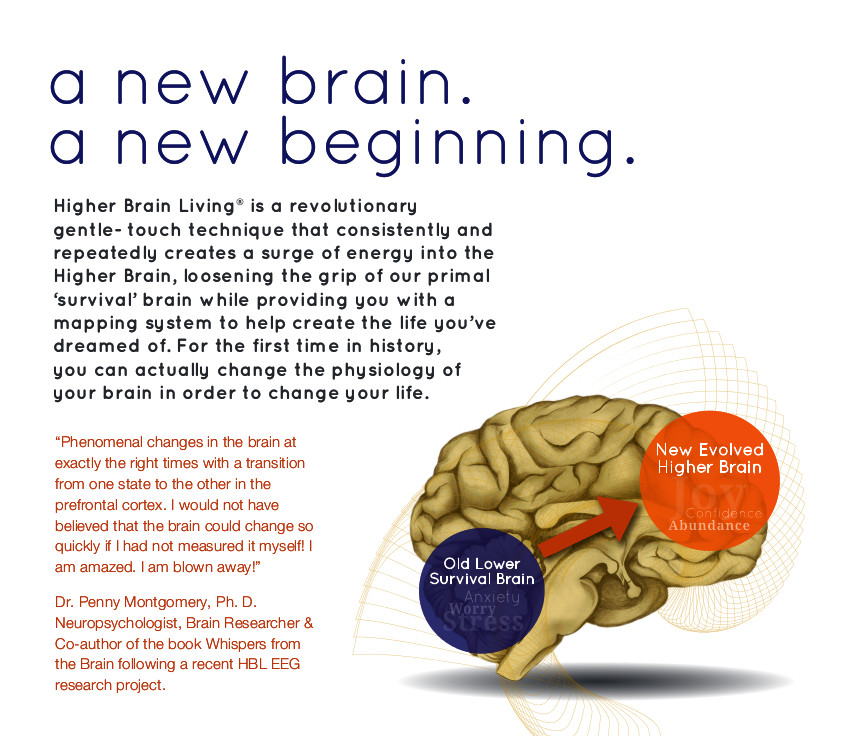 a new brain.
a new beginning.
Higher Brain Living® is a revolutionary
gentle- touch technique that consistently and
repeatedly creates a surge of energy into the
Higher Brain, loosening the grip of our primal
‘survival’ brain while providing you with a
mapping system to help create the life you’ve
dreamed of. For the first time in history,
you can actually change the physiology of
your brain in order to change your life.
“Phenomenal changes in the brain at
exactly the right times with a transition
from one state to the other in the
prefrontal cortex. I would not have
believed that the brain could change so
quickly if I had not measured it myself! I
am amazed. I am blown away!”
Dr. Penny Montgomery, Ph. D.
Neuropsychologist, Brain Researcher &
Co-author of the book Whispers from
the Brain following a recent HBL EEG
research project.
New Evolved
Higher Brain
Joy
Confidence
Abundance
Old Lower
Survival Brain
Anxiety
Worry
Stress